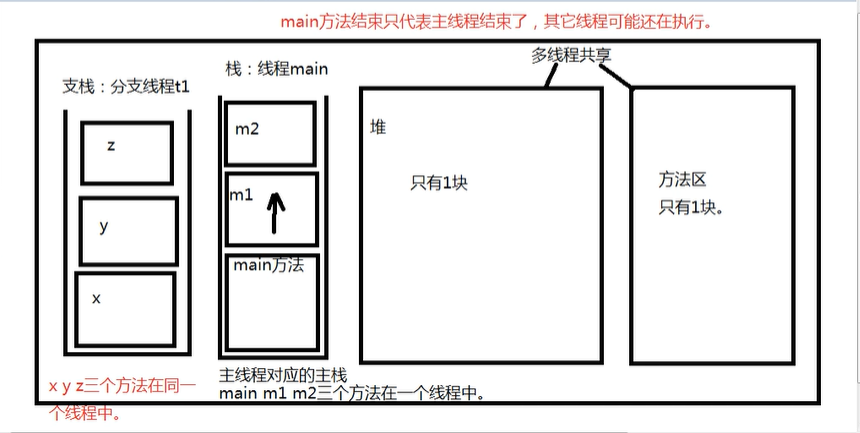 main方法结束只代表主线程结束了，其它线程可能还在执行。
支栈：分支线程t1
栈：线程main
多线程共享
z
y
x
m2
m1
main方法
堆
只有1块
方法区
只有1块。
主线程对应的主栈
main m1 m2三个方法在一个线程中。
x y z三个方法在同一
个线程中。